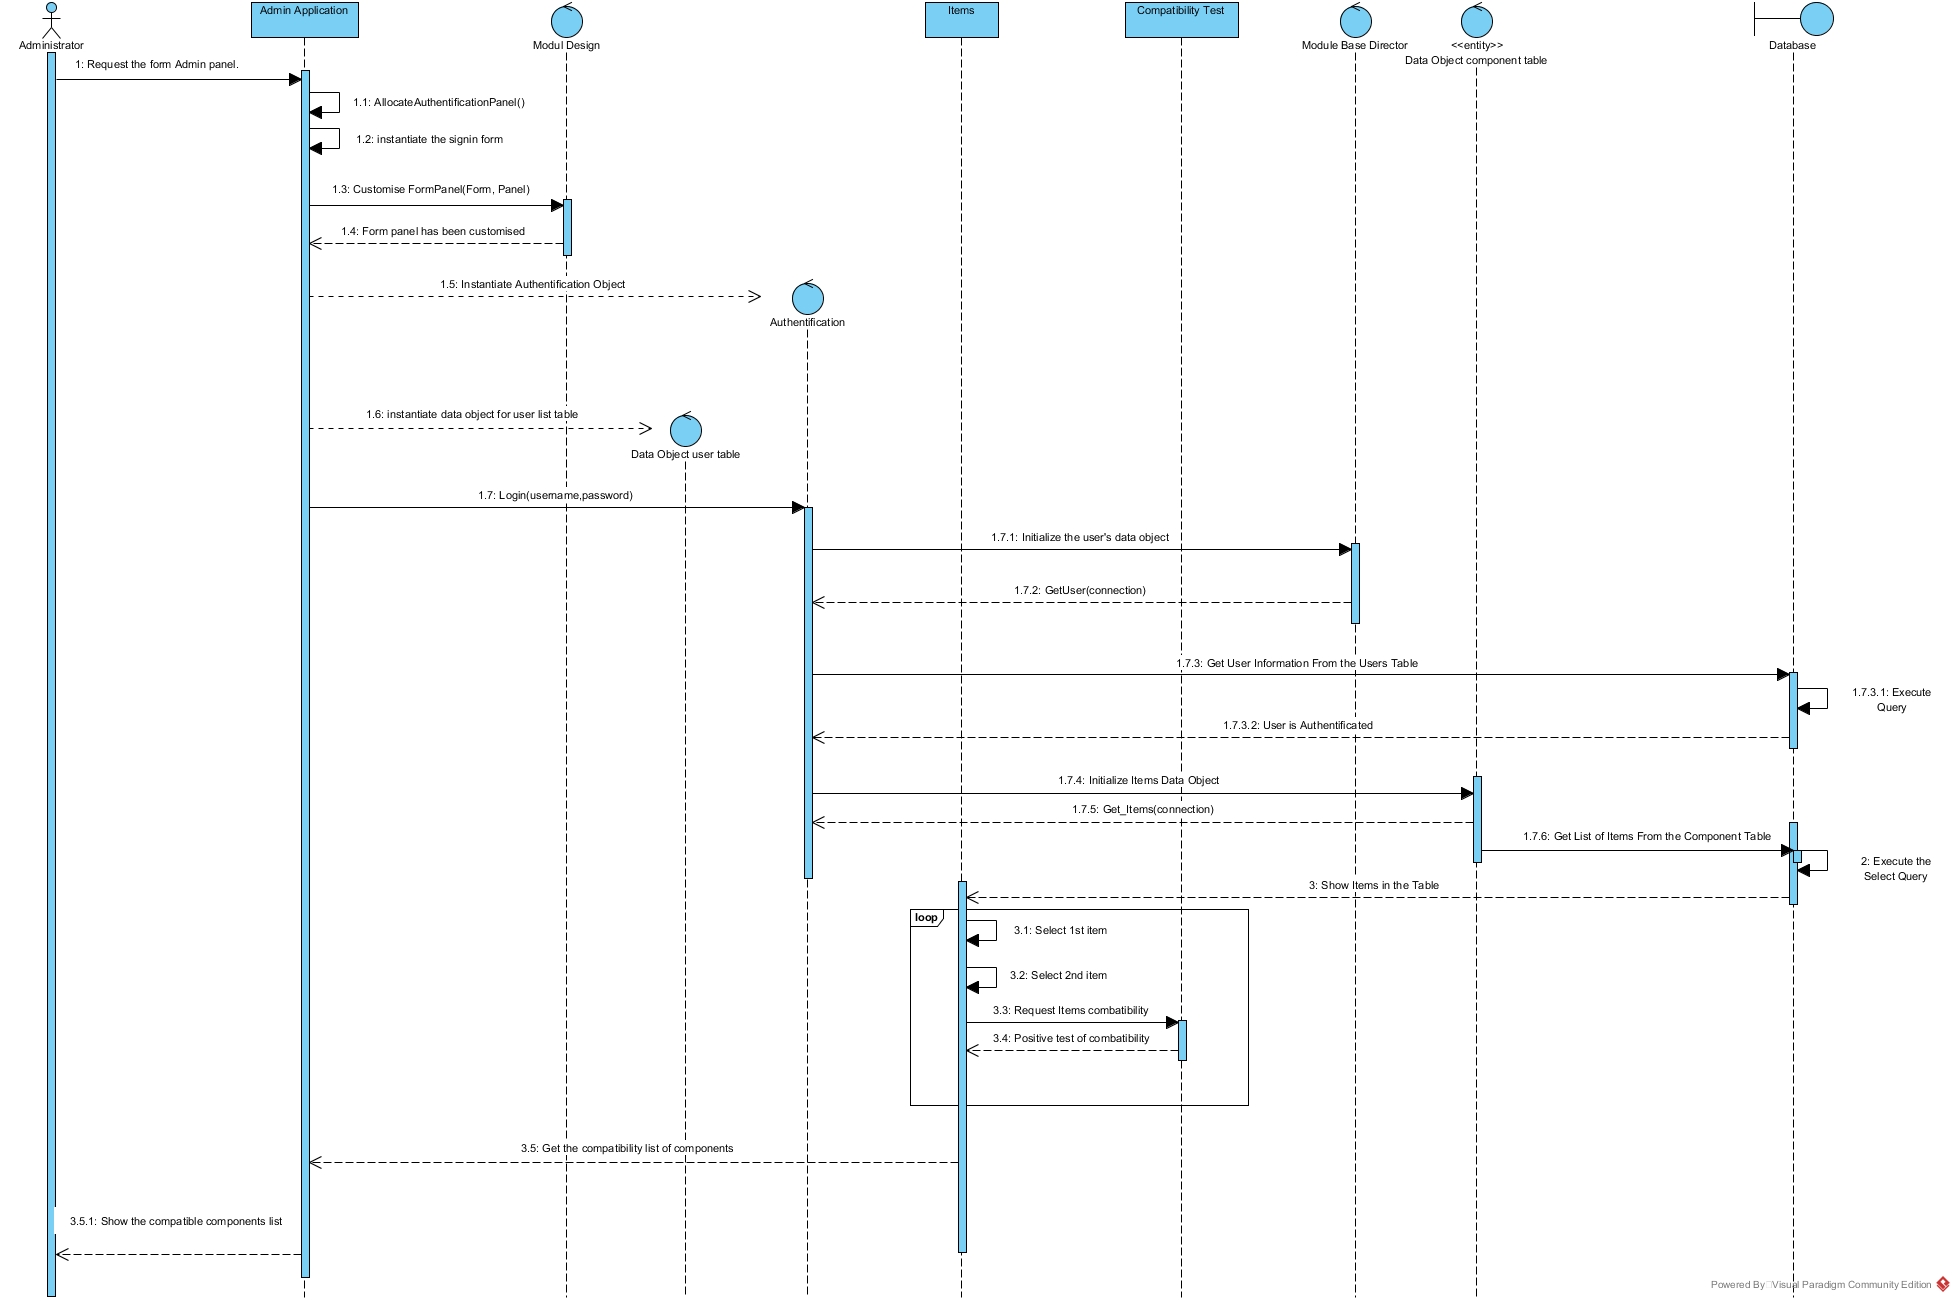 Admin Application
Items
Compatibility Test
Administrator
Modul Design
Module Base Director
<<entity>>
Data Object component table
Database
1: Request the form Admin panel.
1.1: AllocateAuthentificationPanel()
1.2: instantiate the signin form
1.3: Customise FormPanel(Form, Panel)
1.4: Form panel has been customised
1.5: Instantiate Authentification Object
Authentification
1.6: instantiate data object for user list table
Data Object user table
1.7: Login(username,password)
1.7.1: Initialize the user's data object
1.7.2: GetUser(connection)
1.7.3: Get User Information From the Users Table
1.7.3.1: Execute
Query
1.7.3.2: User is Authentificated
1.7.4: Initialize Items Data Object
1.7.5: Get_Items(connection)
1.7.6: Get List of Items From the Component Table
2: Execute the
Select Query
3: Show Items in the Table
loop
3.1: Select 1st item
3.2: Select 2nd item
3.3: Request Items combatibility
3.4: Positive test of combatibility
3.5: Get the compatibility list of components
3.5.1: Show the compatible components list
Powered By Visual Paradigm Community Edition